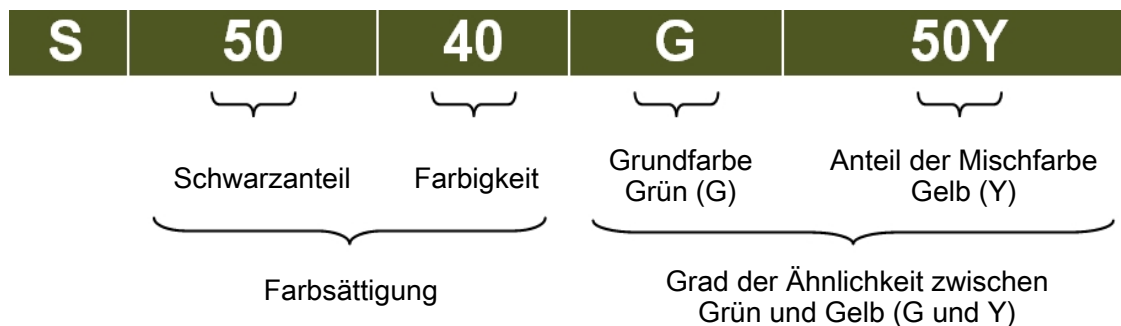 S 50 40 G 50Y
Schwarzanteil
Farbigkeit
Grundfarbe
Grün (G)
Anteil der Mischfarbe
Gelb (Y)
Farbsättigung
Grad der Ähnlichkeit zwischen
Grün und Gelb (G und Y)